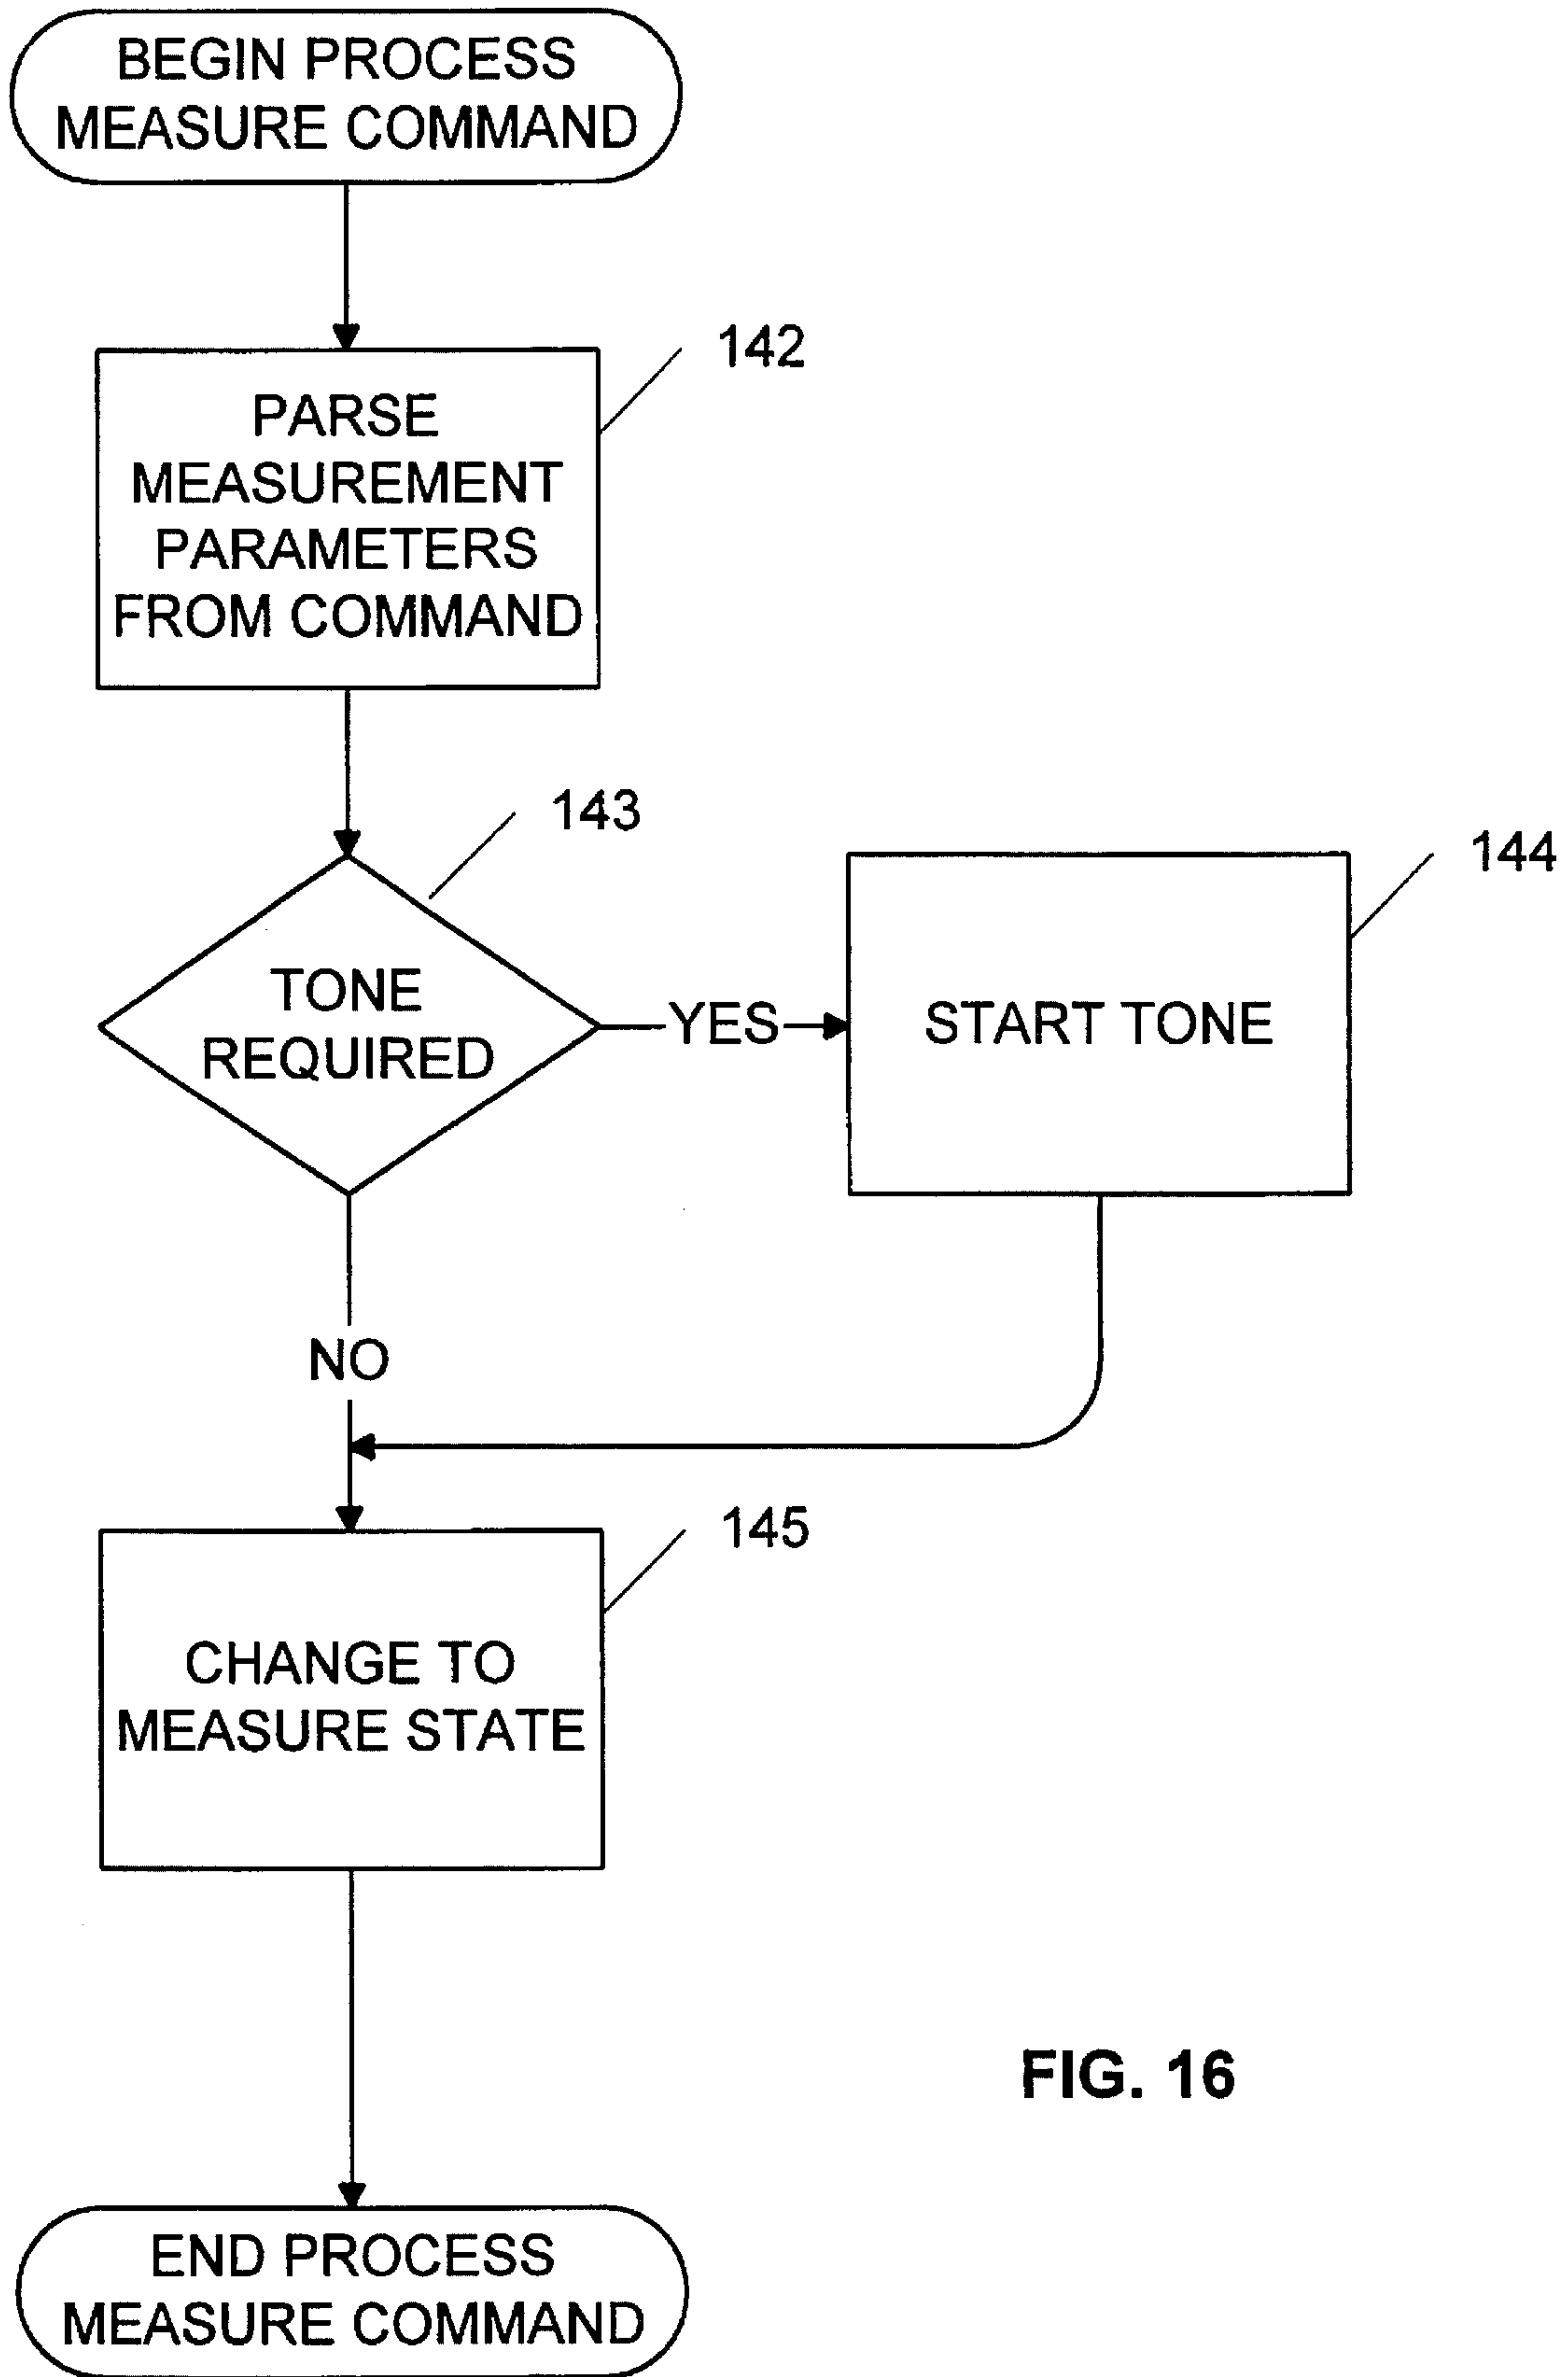 BEGIN PROCESS
MEASURE COMMAND
142
PARSE
MEASUREMENT
PARAMETERS
FROM COMMAND
143
TONE
REQUIRED
YES
144
START TONE
NO
145
CHANGE TO
MEASURE STATE
FIG. 16
END PROCESS
MEASURE COMMAND